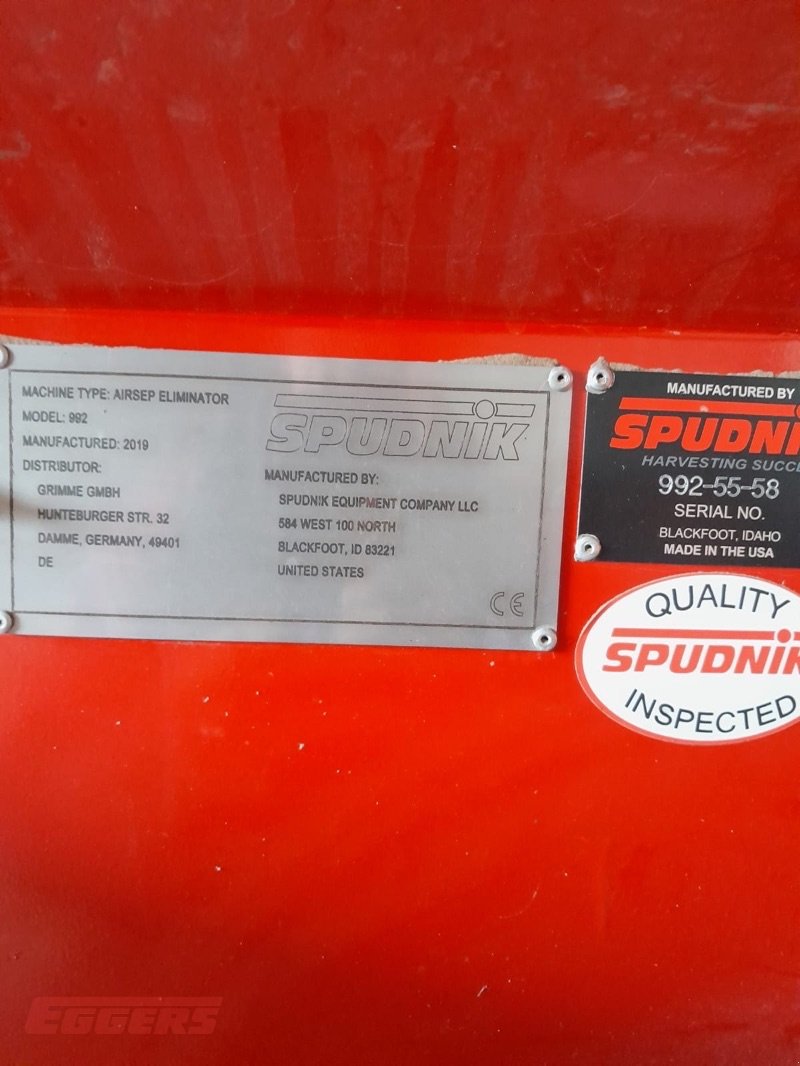 MACHINE TYPE: AIRSEP ELIMINATOR
MODEL: 992
MANUFACTURED: 2019
DISTRIBUTOR:
GRIMME GMBH
HUNTEBURGER STR. 32
DAMME, GERMANY, 49401
DE
SPUDNIK
MANUFACTURED BY:
SPUDNIK EQUIPMENT COMPANY LLC
584 WEST 100 NORTH
BLACKFOOT, ID 83221
UNITED STATES
CE
MANUFACTURED BY
SPUDNI
HARVESTING SUCCE
992-55-58
SERIAL NO.
BLACKFOOT, IDAHO
MADE IN THE USA
QUALITY
SPUDNIK
INSPECTED
EGGERS